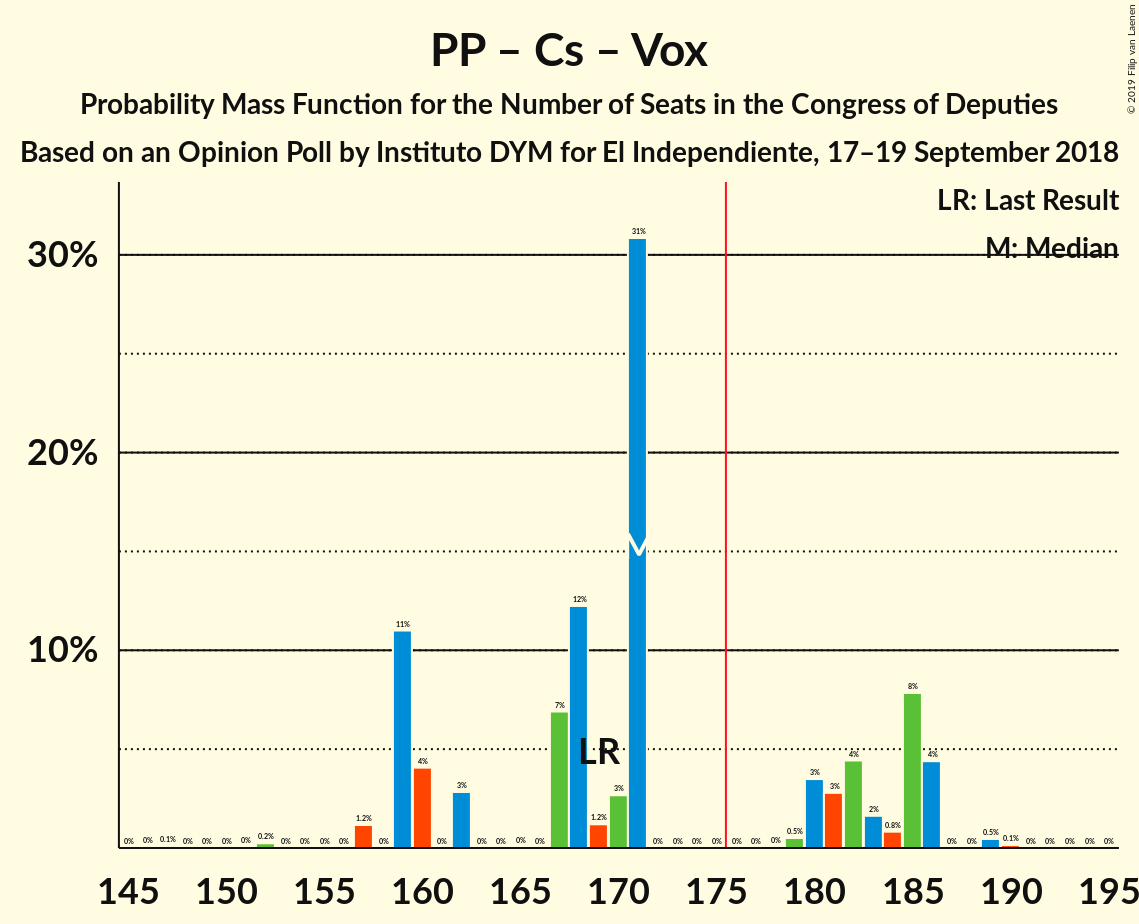 © 2019 Filip van Laenen
PP – Cs – Vox
Probability Mass Function for the Number of Seats in the Congress of Deputies
Based on an Opinion Poll by Instituto DYM for El Independiente, 17–19 September 2018
LR: Last Result
M: Median
30%
20%
10%
LR
0% 0% 0.1% 0% 0% 0% 0% 0.2% 0% 0% 0% 0% 1.2% 0% 11% 4% 0% 3% 0% 0% 0% 0% 7% 12% 1.2% 3% 31% 0% 0% 0% 0% 0% 0% 0% 0.5% 3% 3% 4% 2% 0.8% 8% 4% 0% 0% 0.5% 0.1% 0% 0% 0% 0% 0%
145 150 155 160 165 170 175 180 185 190 195